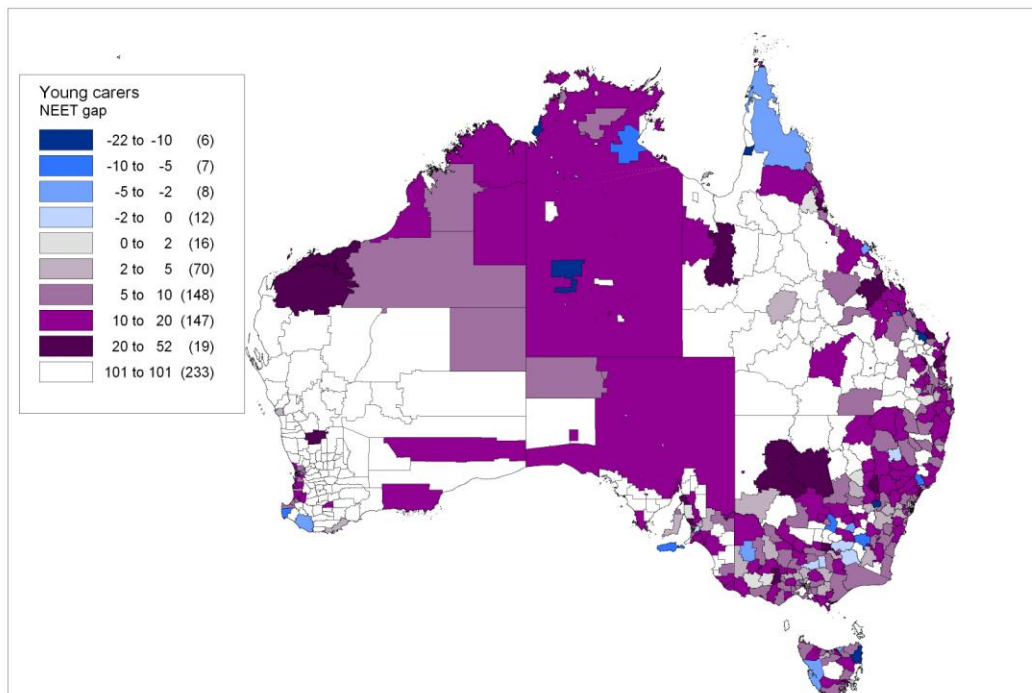 Young carers
NEET gap
-22 to -10 (6)
-10 to -5 (7)
-5 to -2 (8)
-2 to 0 (12)
0 to 2 (16)
2 to 5 (70)
5 to 10 (148)
10 to 20 (147)
20 to 52 (19)
101 to 101 (233)